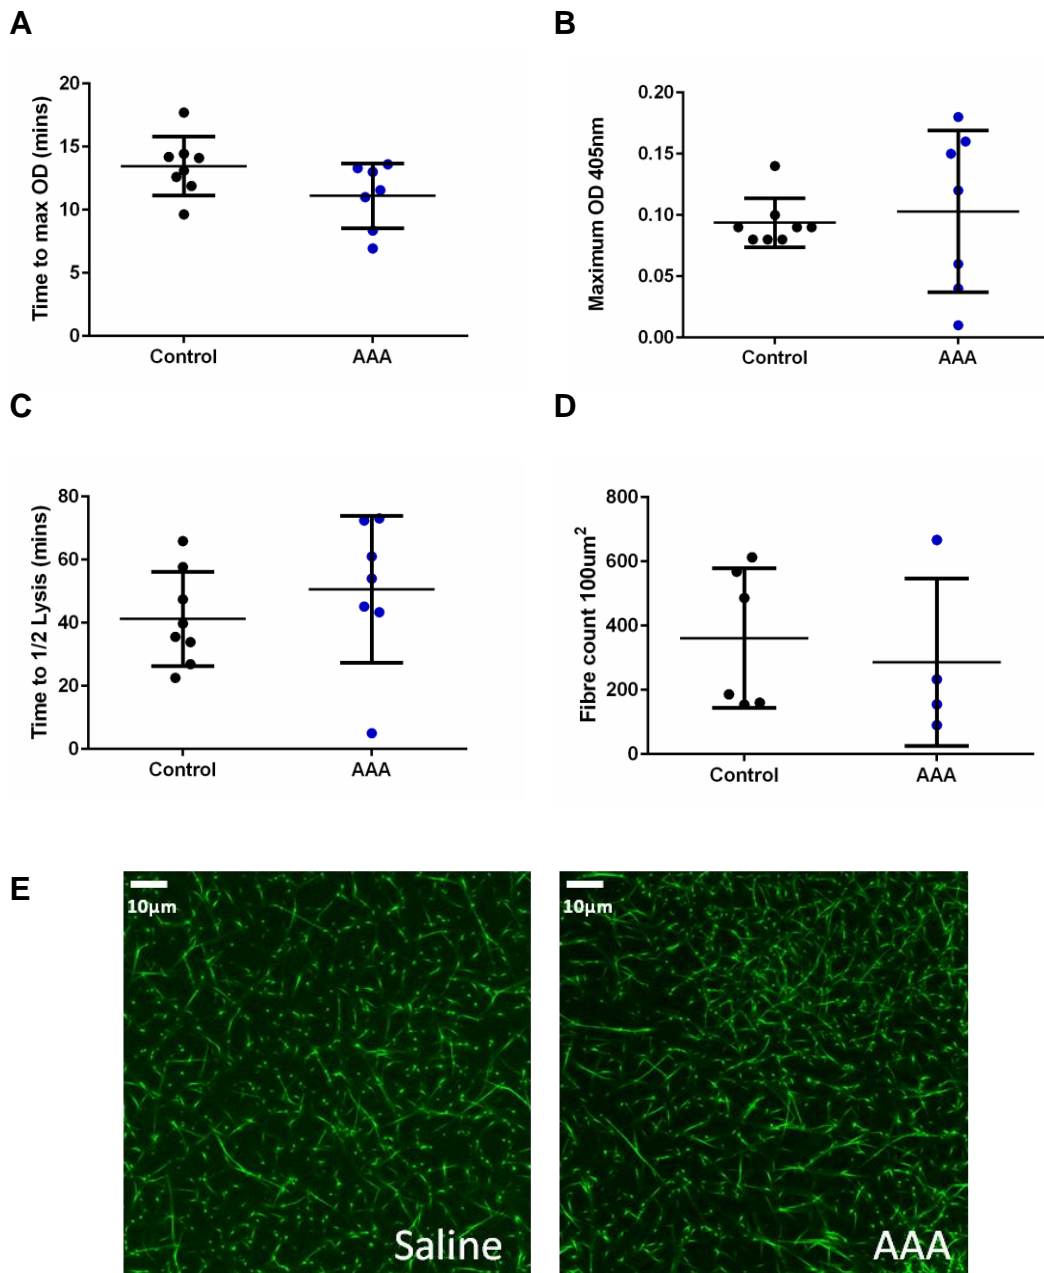 A
Time to max OD (mins)
20
15
10
5
0
Control AAA
B
Maximum OD 405nm
0.20
0.15
0.10
0.05
0.00
Control AAA
C
Time to 1/2 Lysis (mins)
80
60
40
20
0
Control AAA
D
Fibre count 100um²
800
600
400
200
0
Control AAA
E
10µm
Saline
10µm
AAA